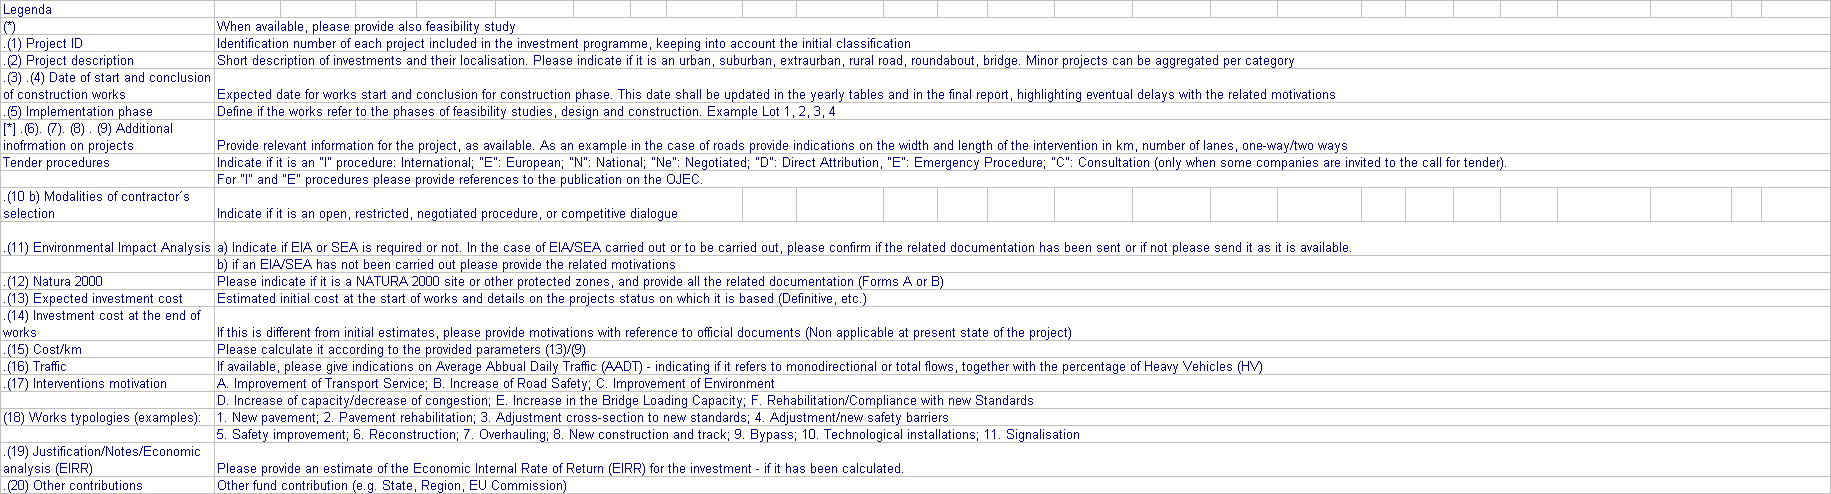 Legenda
(*) When available, please provide also feasibility study
.(1) Project ID Identification number of each project included in the investment programme, keeping into account the initial classification
.(2) Project description Short description of investments and their localisation. Please indicate if it is an urban, suburban, extraurban, rural road, roundabout, bridge. Minor projects can be aggregated per category
.(3) .(4) Date of start and conclusion
of construction works Expected date for works start and conclusion for construction phase. This date shall be updated in the yearly tables and in the final report, highlighting eventual delays with the related motivations
.(5) Implementation phase Define if the works refer to the phases of feasibility studies, design and construction. Example Lot 1, 2, 3, 4
[*] .(6). (7). (8) . (9) Additional
inofrmation on projects Provide relevant information for the project, as available. As an example in the case of roads provide indications on the width and length of the intervention in km, number of lanes, one-way/two ways
Tender procedures Indicate if it is an "I" procedure: International; "E": European; "N": National; "Ne": Negotiated; "D": Direct Attribution, "E": Emergency Procedure; "C": Consultation (only when some companies are invited to the call for tender).
For "I" and "E" procedures please provide references to the publication on the OJEC.
.(10 b) Modalities of contractor´s
selection Indicate if it is an open, restricted, negotiated procedure, or competitive dialogue
.(11) Environmental Impact Analysis a) Indicate if EIA or SEA is required or not. In the case of EIA/SEA carried out or to be carried out, please confirm if the related documentation has been sent or if not please send it as it is available.
b) if an EIA/SEA has not been carried out please provide the related motivations
.(12) Natura 2000 Please indicate if it is a NATURA 2000 site or other protected zones, and provide all the related documentation (Forms A or B)
.(13) Expected investment cost Estimated initial cost at the start of works and details on the projects status on which it is based (Definitive, etc.)
.(14) Investment cost at the end of
works If this is different from initial estimates, please provide motivations with reference to official documents (Non applicable at present state of the project)
.(15) Cost/km Please calculate it according to the provided parameters (13)/(9)
.(16) Traffic If available, please give indications on Average Abbual Daily Traffic (AADT) - indicating if it refers to monodirectional or total flows, together with the percentage of Heavy Vehicles (HV)
.(17) Interventions motivation A. Improvement of Transport Service; B. Increase of Road Safety; C. Improvement of Environment
D. Increase of capacity/decrease of congestion; E. Increase in the Bridge Loading Capacity; F. Rehabilitation/Compliance with new Standards
(18) Works typologies (examples): 1. New pavement; 2. Pavement rehabilitation; 3. Adjustment cross-section to new standards; 4. Adjustment/new safety barriers
5. Safety improvement; 6. Reconstruction; 7. Overhauling; 8. New construction and track; 9. Bypass; 10. Technological installations; 11. Signalisation
.(19) Justification/Notes/Economic
analysis (EIRR) Please provide an estimate of the Economic Internal Rate of Return (EIRR) for the investment - if it has been calculated.
.(20) Other contributions Other fund contribution (e.g. State, Region, EU Commission)